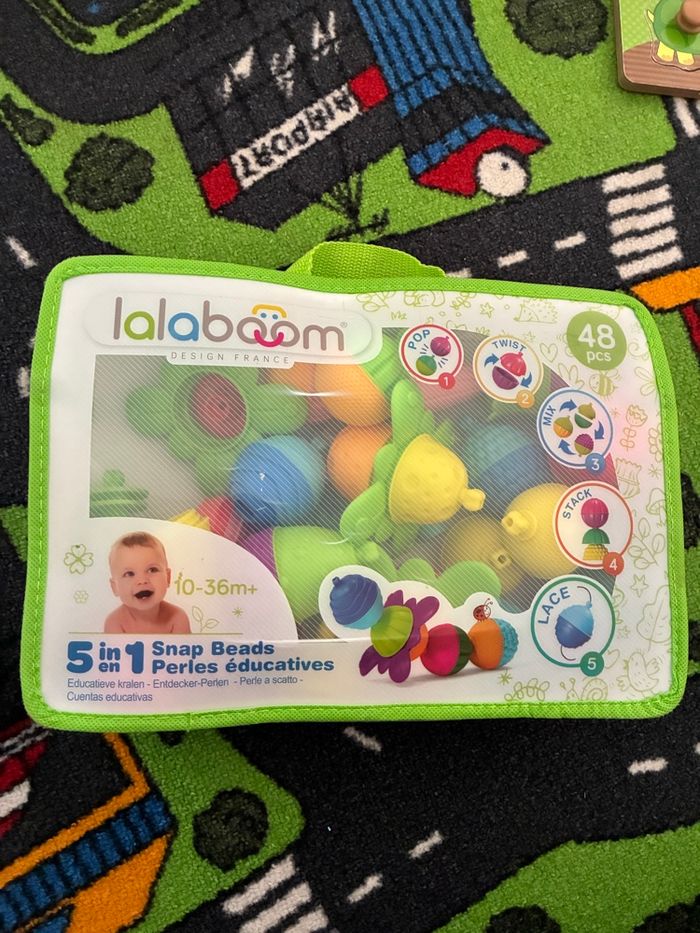 AIRPORT
lalaboom®
DESIGN FRANCE
48
pcs
POP
1
TWIST
2
MIX
3
STACK
4
LACE
5
10-36m+
5 in en 1 Snap Beads
Perles éducatives
Educatieve kralen - Entdecker-Perlen - Perle a scatto -
Cuentas educativas